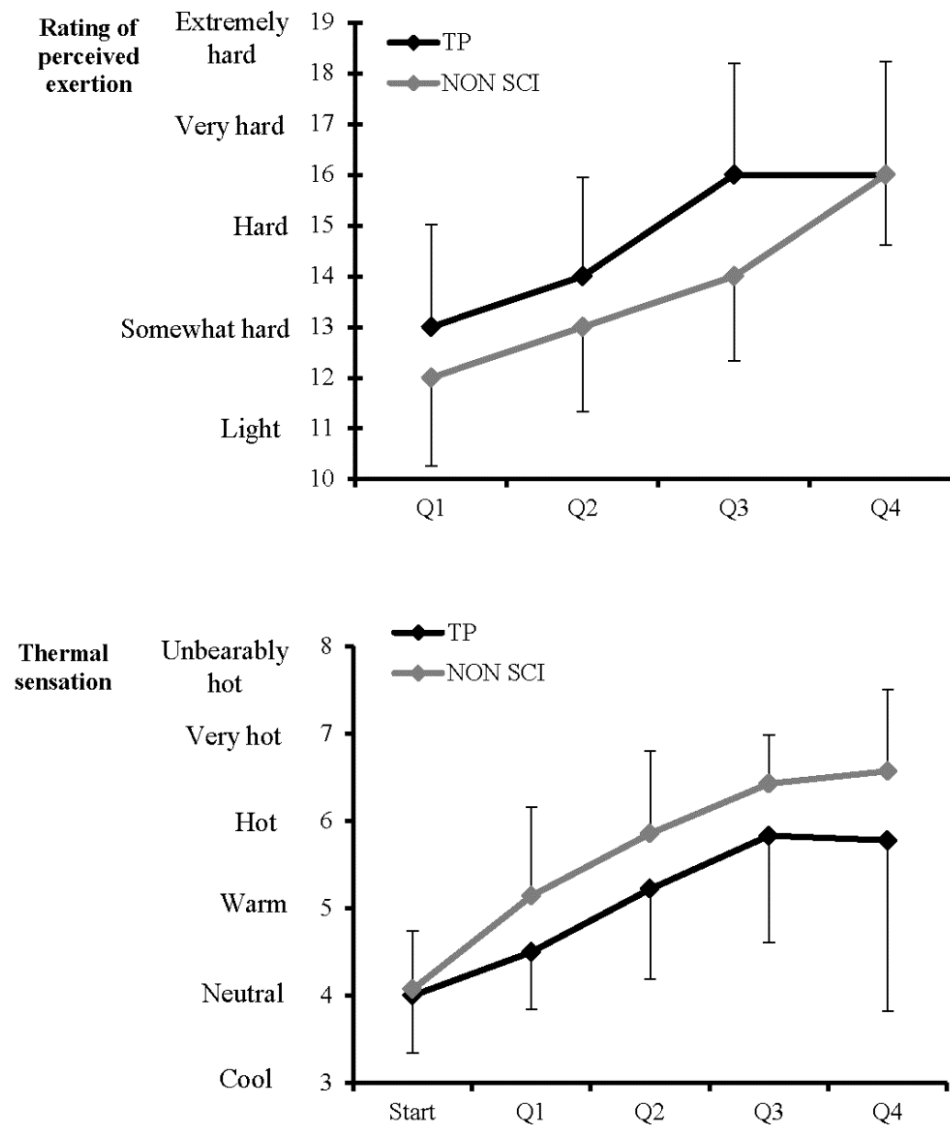 Rating of
perceived
exertion
Extremely
hard
Very hard
Hard
Somewhat hard
Light
19
18
17
16
15
14
13
12
11
10
TP
NON SCI
Q1 Q2 Q3 Q4
Thermal
sensation
Unbearably
hot
Very hot
Hot
Warm
Neutral
Cool
8
7
6
5
4
3
TP
NON SCI
Start Q1 Q2 Q3 Q4